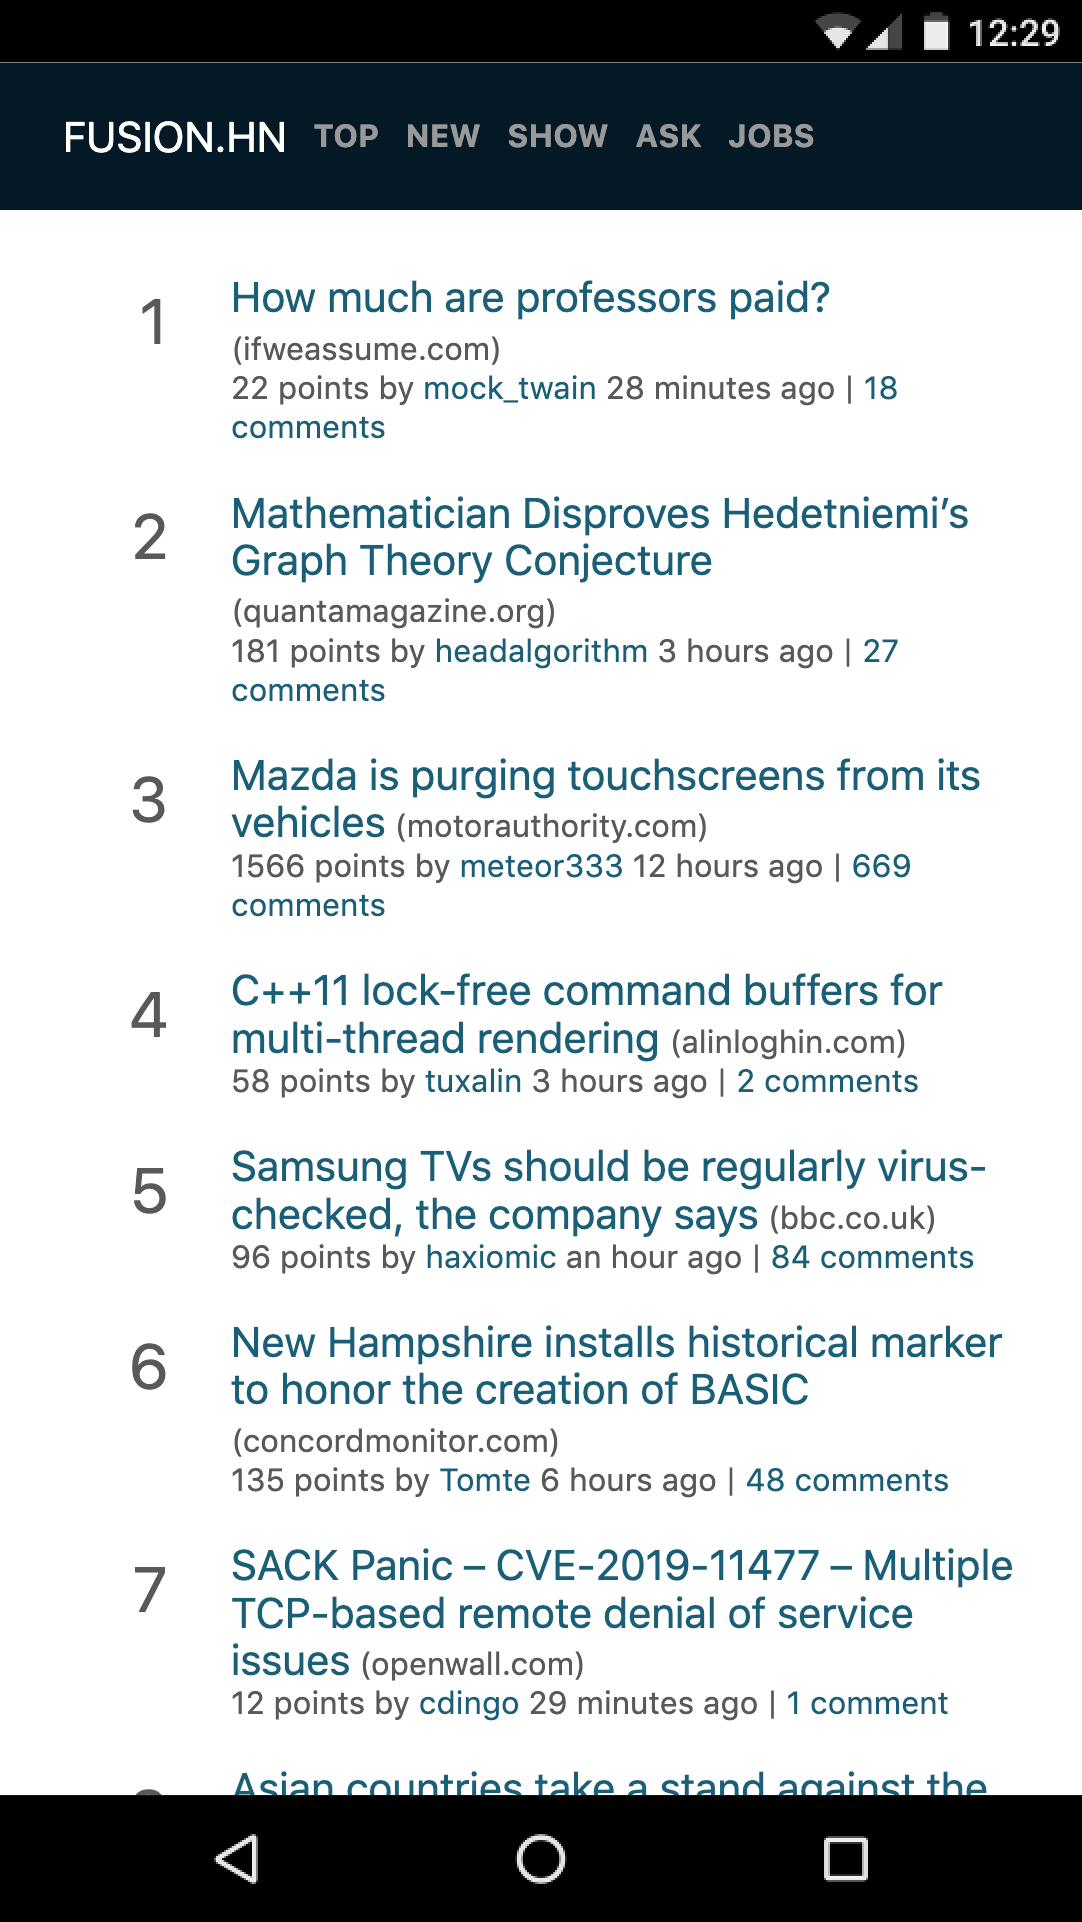 12:29
FUSION.HN TOP NEW SHOW ASK JOBS
1 How much are professors paid?
(ifweassume.com)
22 points by mock_twain 28 minutes ago | 18
comments
2 Mathematician Disproves Hedetniemi’s
Graph Theory Conjecture
(quantamagazine.org)
181 points by headalgorithm 3 hours ago | 27
comments
3 Mazda is purging touchscreens from its
vehicles (motorauthority.com)
1566 points by meteor333 12 hours ago | 669
comments
4 C++11 lock-free command buffers for
multi-thread rendering (alinloghin.com)
58 points by tuxalin 3 hours ago | 2 comments
5 Samsung TVs should be regularly virus-
checked, the company says (bbc.co.uk)
96 points by haxiomic an hour ago | 84 comments
6 New Hampshire installs historical marker
to honor the creation of BASIC
(concordmonitor.com)
135 points by Tomte 6 hours ago | 48 comments
7 SACK Panic – CVE-2019-11477 – Multiple
TCP-based remote denial of service
issues (openwall.com)
12 points by cdingo 29 minutes ago | 1 comment
Asian countries take a stand against the